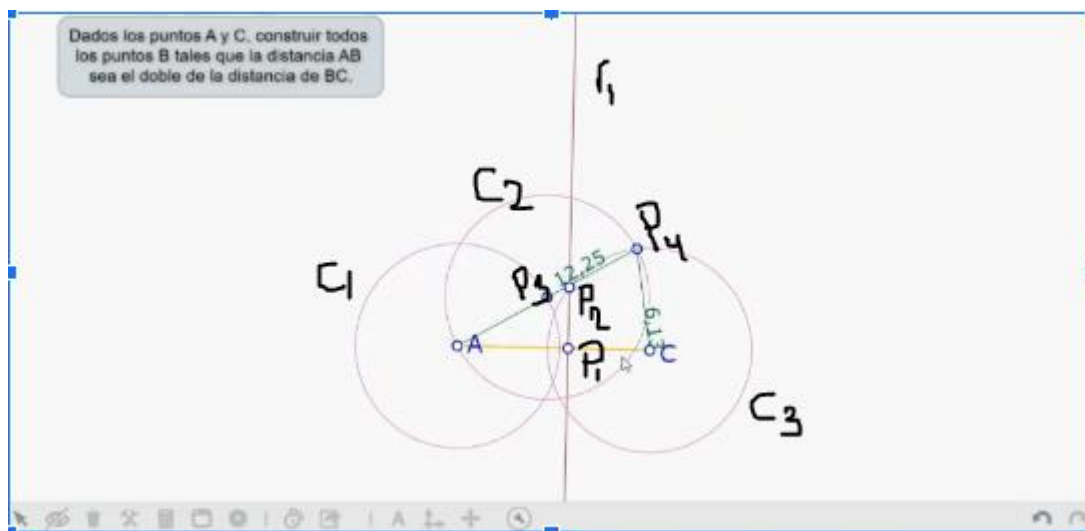 Dados los puntos A y C, construir todos
los puntos B tales que la distancia AB
sea el doble de la distancia de BC.
r1
C2
P4
C1
12,25
P3
P2
6,13
A
P1
C
C3
A